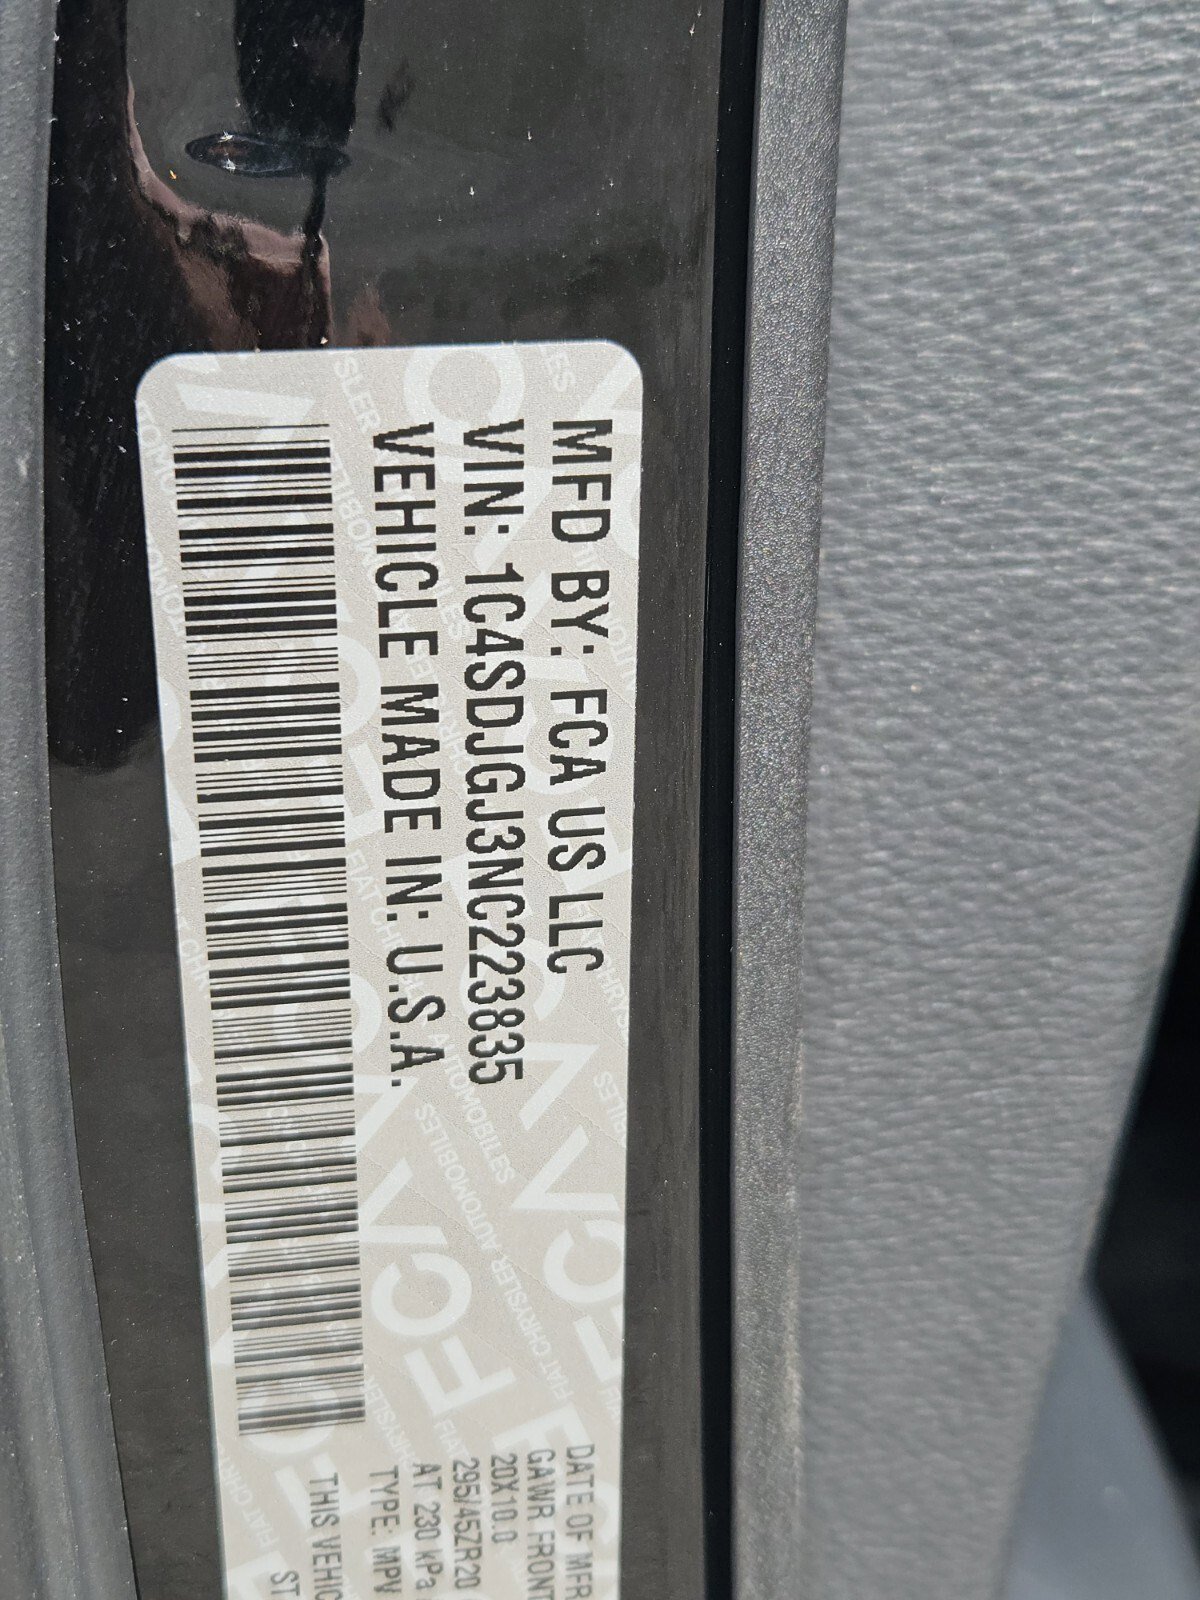 MFD BY: FCA US LLC
VIN: 1C4SDJGJ3NC223835
VEHICLE MADE IN: U.S.A.
DATE OF MFR
GAWR FRONT
20X10.0
295/45ZR20
AT 230 kPa
TYPE: MPV
THIS VEHIC
ST